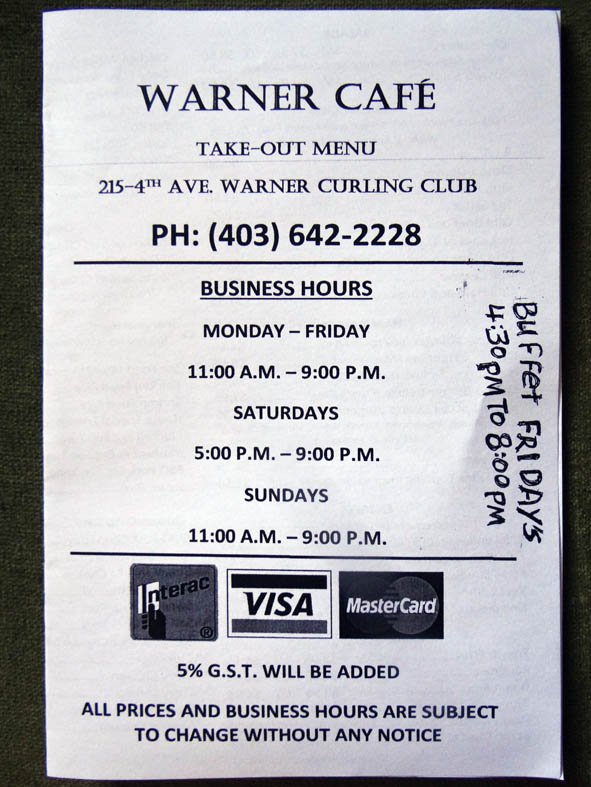 WARNER CAFÉ
TAKE-OUT MENU
215-4TH AVE. WARNER CURLING CLUB
PH: (403) 642-2228
BUSINESS HOURS
MONDAY – FRIDAY
11:00 A.M. – 9:00 P.M.
SATURDAYS
5:00 P.M. – 9:00 P.M.
SUNDAYS
11:00 A.M. – 9:00 P.M.
BUffet FRIDAY's
4:30pM To 8:00pM
Interac ®
VISA
MasterCard
5% G.S.T. WILL BE ADDED
ALL PRICES AND BUSINESS HOURS ARE SUBJECT
TO CHANGE WITHOUT ANY NOTICE